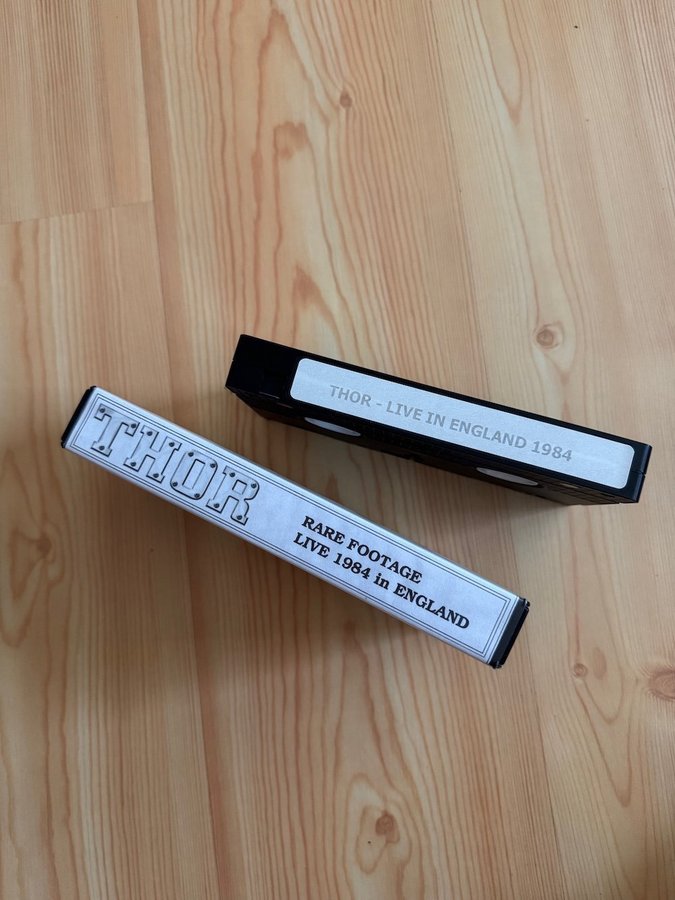 THOR - LIVE IN ENGLAND 1984
THOR
RARE FOOTAGE
LIVE 1984 in ENGLAND